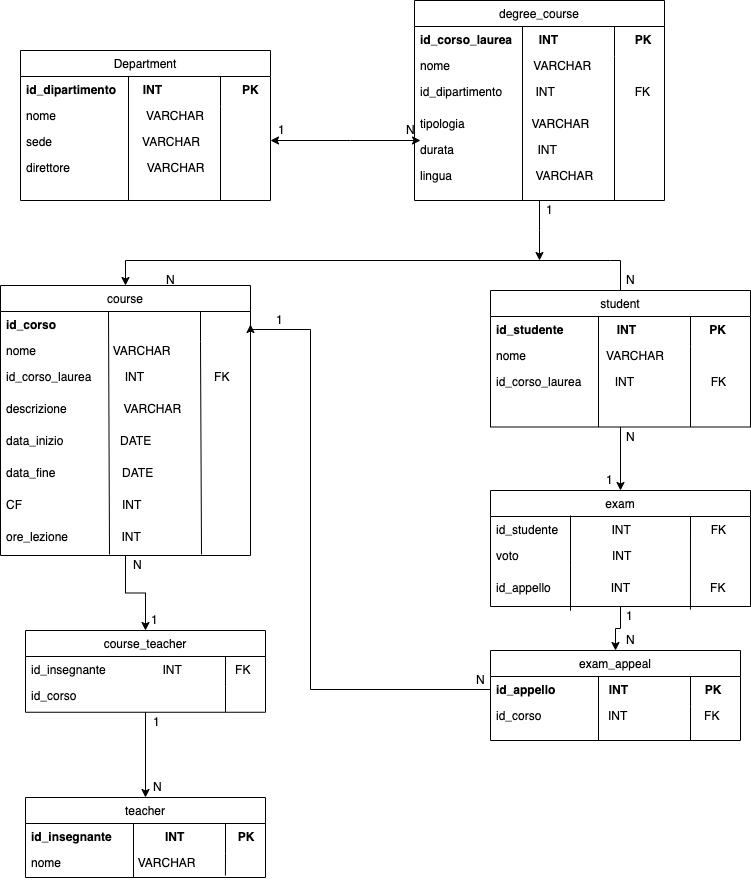 degree_course
id_corso_laurea INT PK
nome VARCHAR
id_dipartimento INT FK
tipologia VARCHAR
durata INT
lingua VARCHAR
Department
id_dipartimento INT PK
nome VARCHAR
sede VARCHAR
direttore VARCHAR
1 N
1
N N
course
id_corso
nome VARCHAR
id_corso_laurea INT FK
descrizione VARCHAR
data_inizio DATE
data_fine DATE
CF INT
ore_lezione INT
1
student
id_studente INT PK
nome VARCHAR
id_corso_laurea INT FK
N
1
exam
id_studente INT FK
voto INT
id_appello INT FK
1
N
N
1
course_teacher
id_insegnante INT FK
id_corso
N
exam_appeal
id_appello INT PK
id_corso INT FK
1
N
teacher
id_insegnante INT PK
nome VARCHAR